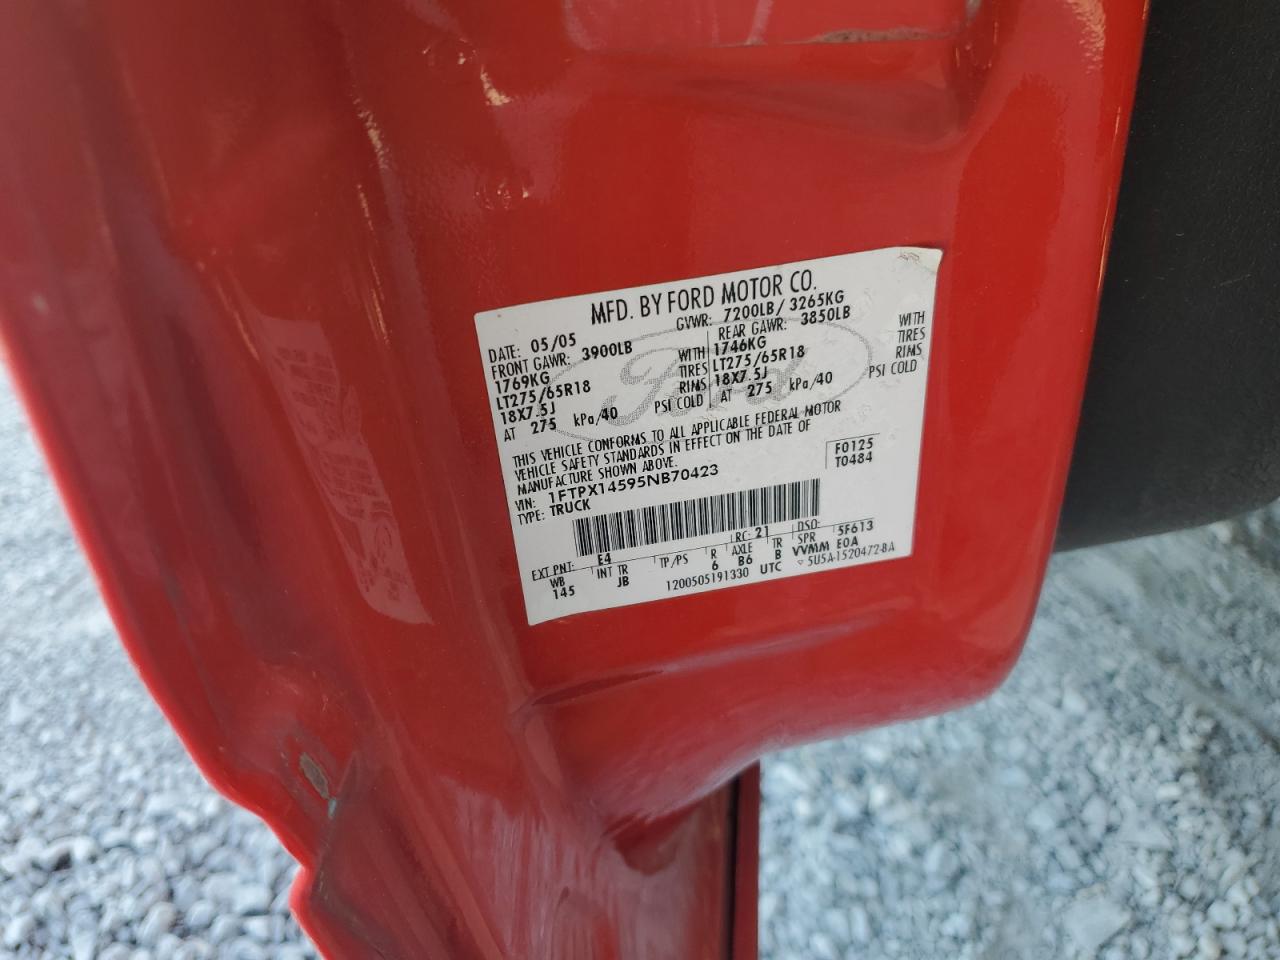 MFD. BY FORD MOTOR CO.
DATE: 05/05 GVWR: 7200LB/ 3265KG
FRONT GAWR: 3900LB REAR GAWR: 3850LB
1769KG WITH 1746KG WITH
LT275/65R18 TIRES LT275/65R18 TIRES
18X7.5J RIMS 18X7.5J RIMS
AT 275 kPa/40 PSI COLD AT 275 kPa/40 PSI COLD
Ford
THIS VEHICLE CONFORMS TO ALL APPLICABLE FEDERAL MOTOR
VEHICLE SAFETY STANDARDS IN EFFECT ON THE DATE OF
MANUFACTURE SHOWN ABOVE.
VIN: 1FTPX14595NB70423 F0125
TYPE: TRUCK T0484
EXT PNT: E4 RC: 21 DSO:
WB INT TR TP/PS R AXLE TR SPR 5F613
145 JB 6 B6 B VVMM E0A
1200505191330 UTC ▽ 5U5A-1520472-BA